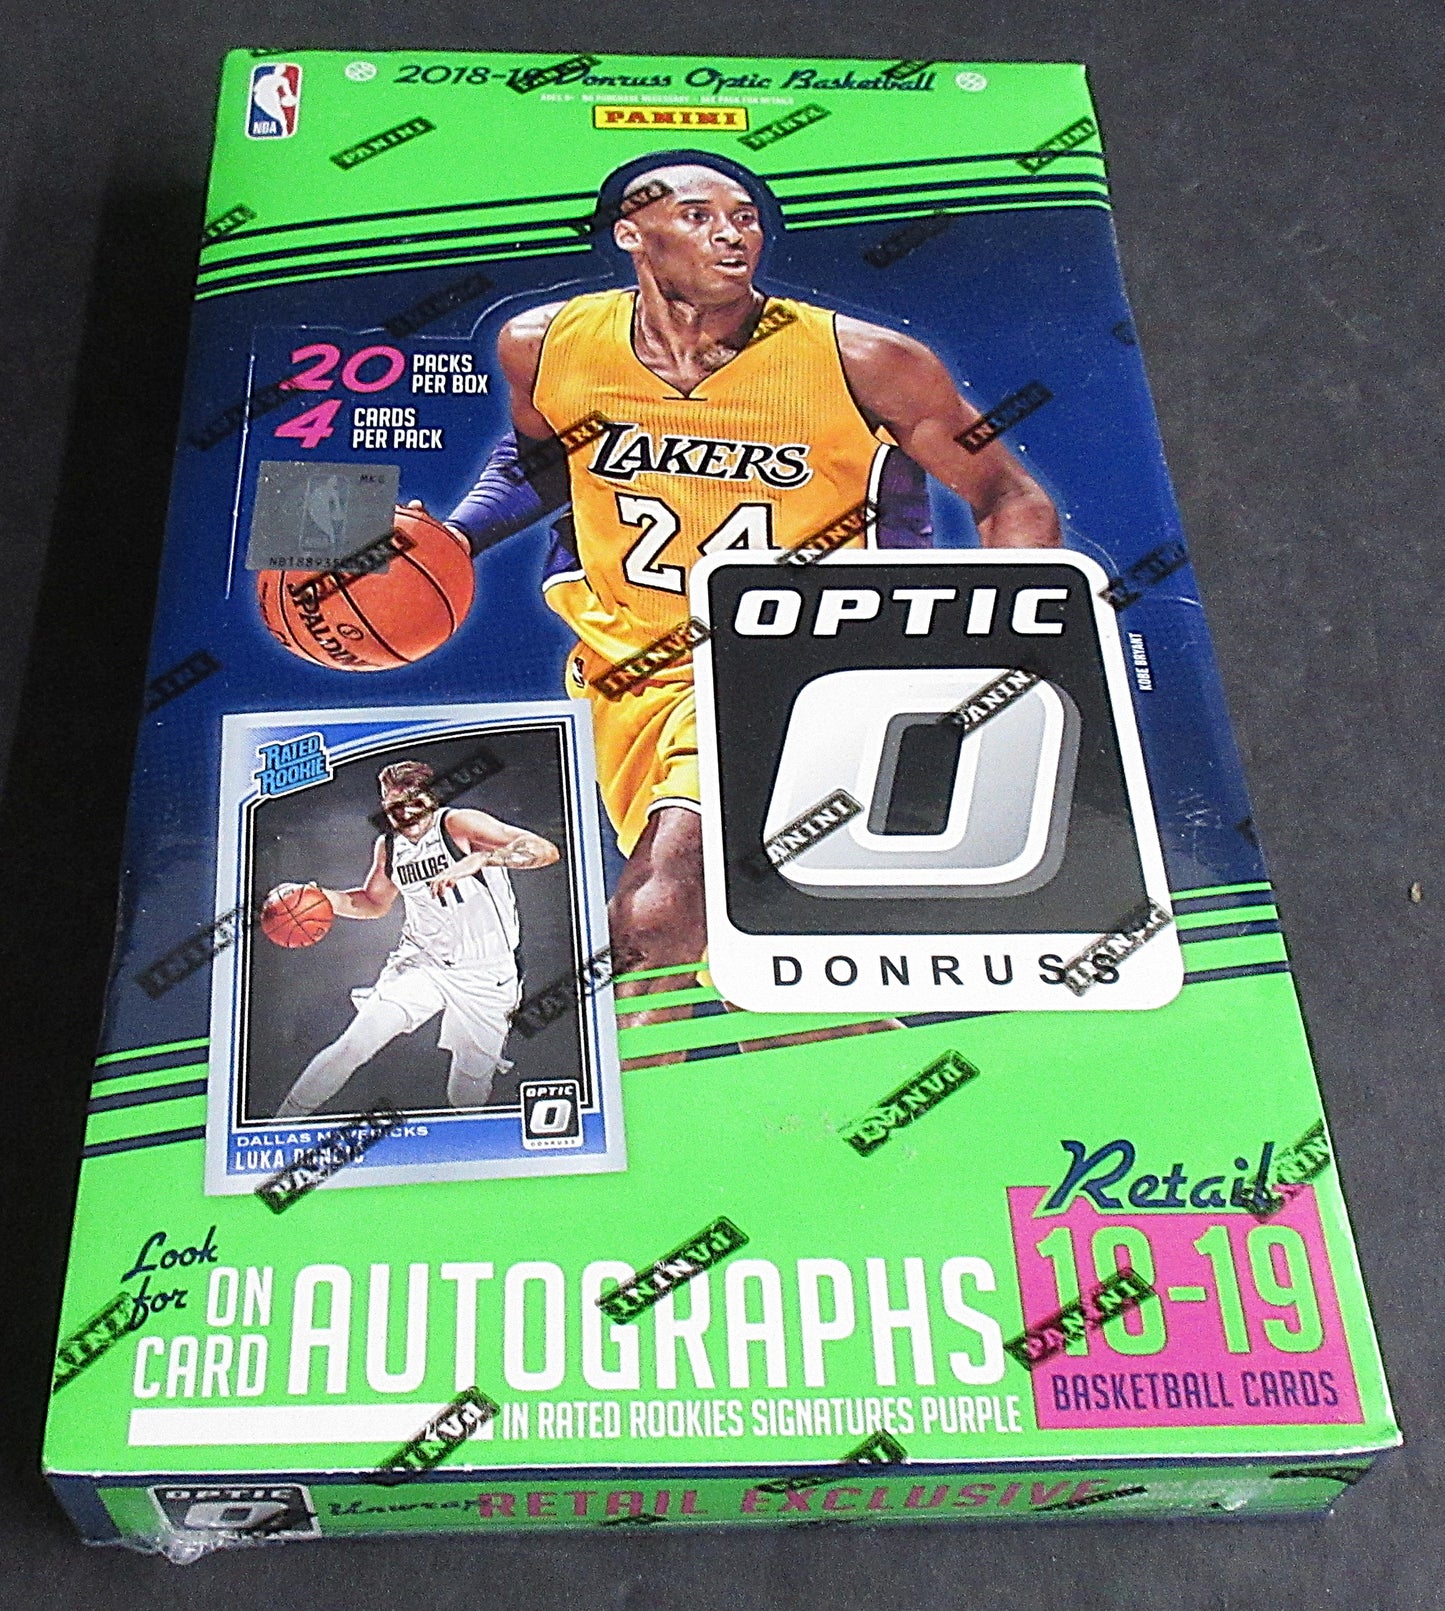 NBA
2018-19 Donruss Optic Basketball
PANINI
20 PACKS PER BOX
4 CARDS PER PACK
MKG
SPALDING
LAKERS
24
OPTIC
DONRUSS
KOBE BRYANT
RATED ROOKIE
DALLAS
OPTIC
DONRUSS
DALLAS MAVERICKS
LUKA DONCIC
Look for ON CARD AUTOGRAPHS
IN RATED ROOKIES SIGNATURES PURPLE
Retail
18-19
BASKETBALL CARDS
OPTIC
Unwrap RETAIL EXCLUSIVE